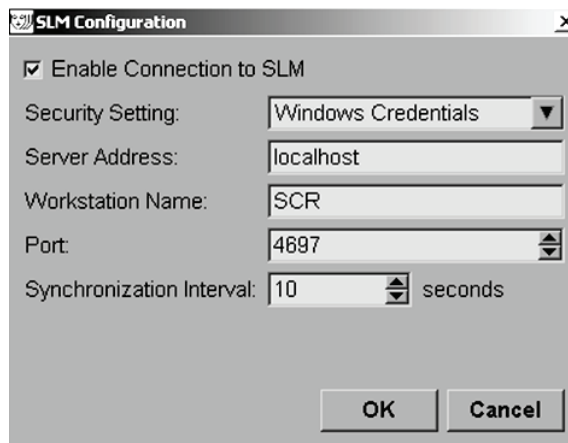 SLM Configuration
Enable Connection to SLM
Security Setting: Windows Credentials
Server Address: localhost
Workstation Name: SCR
Port: 4697
Synchronization Interval: 10 seconds
OK Cancel